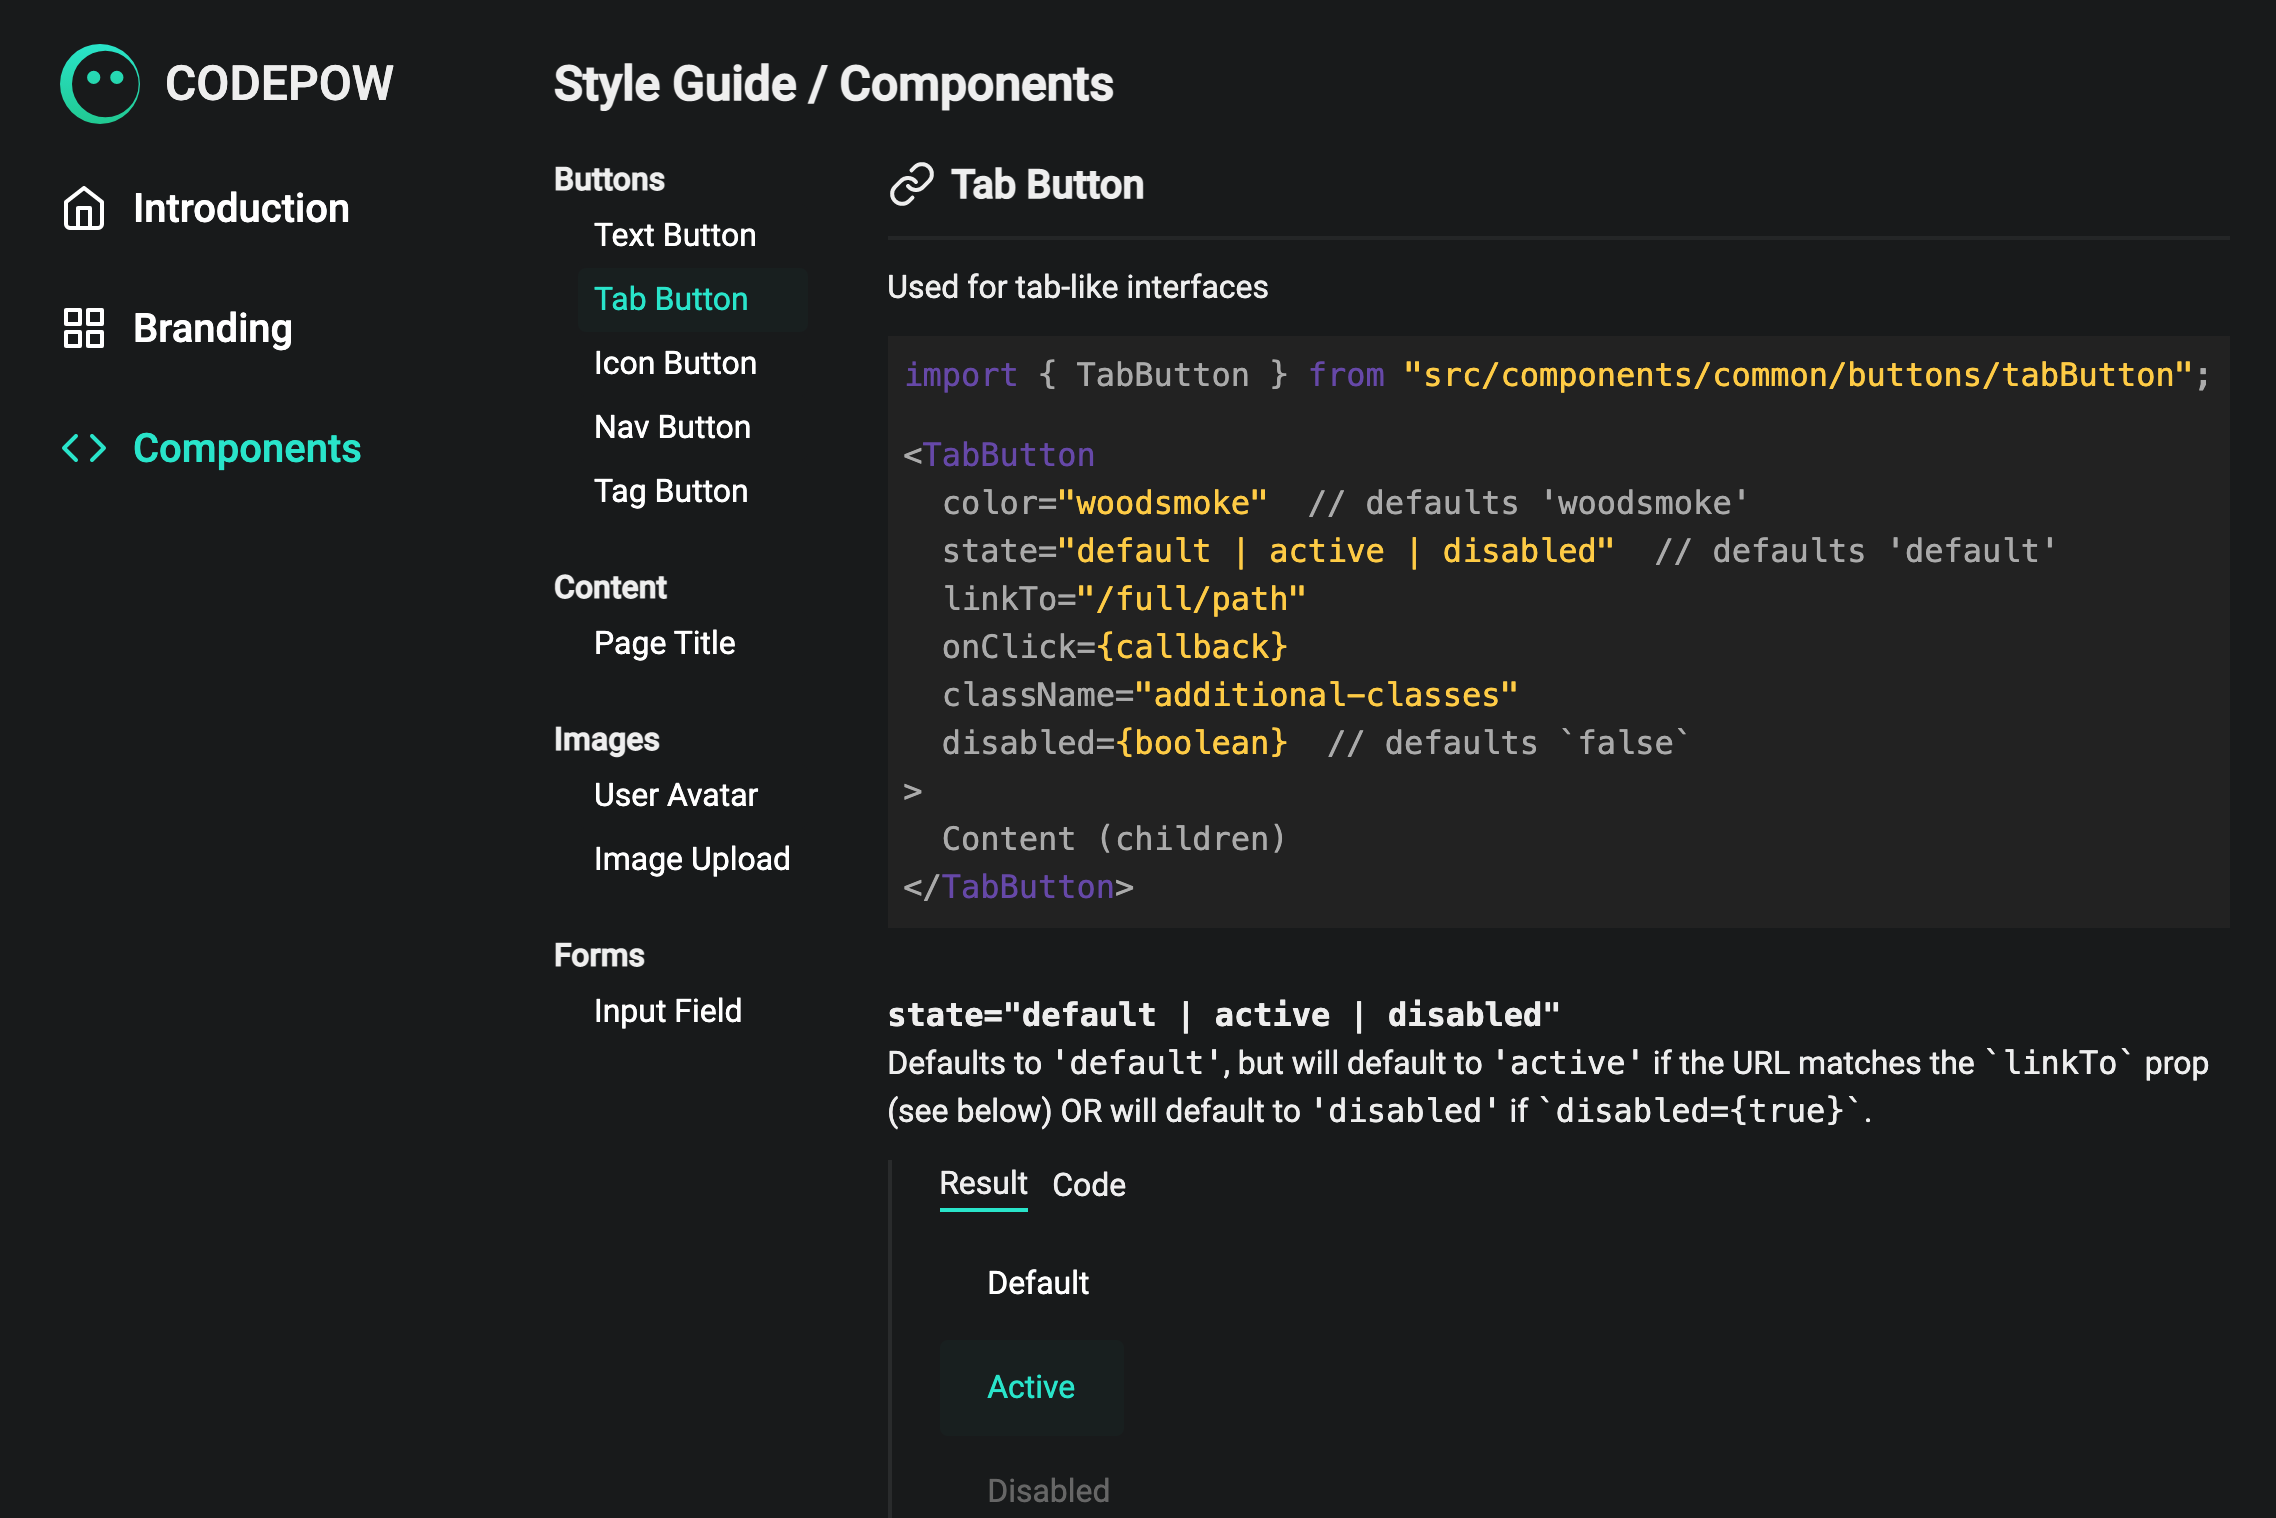 CODEPOW
Introduction
Branding
Components
Style Guide / Components
Buttons
Text Button
Tab Button
Icon Button
Nav Button
Tag Button
Content
Page Title
Images
User Avatar
Image Upload
Forms
Input Field
Tab Button
Used for tab-like interfaces
import { TabButton } from "src/components/common/buttons/tabButton";
<TabButton
  color="woodsmoke"  // defaults 'woodsmoke'
  state="default | active | disabled"  // defaults 'default'
  linkTo="/full/path"
  onClick={callback}
  className="additional-classes"
  disabled={boolean}  // defaults `false`
>
  Content (children)
</TabButton>
state="default | active | disabled"
Defaults to 'default', but will default to 'active' if the URL matches the `linkTo` prop
(see below) OR will default to 'disabled' if `disabled={true}`.
Result Code
Default
Active
Disabled